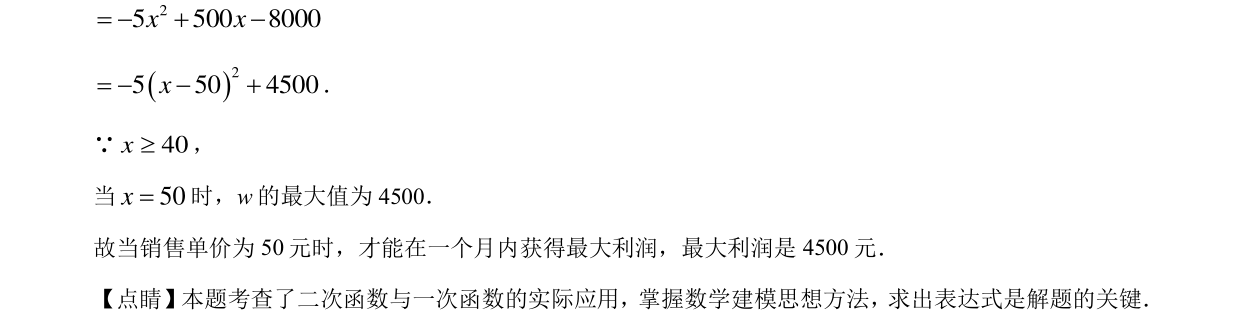 =−5x²+500x−8000
=−5(x−50)²+4500．
∵ x≥40，
当 x=50 时，w 的最大值为 4500．
故当销售单价为 50 元时，才能在一个月内获得最大利润，最大利润是 4500 元．
【点睛】本题考查了二次函数与一次函数的实际应用，掌握数学建模思想方法，求出表达式是解题的关键．